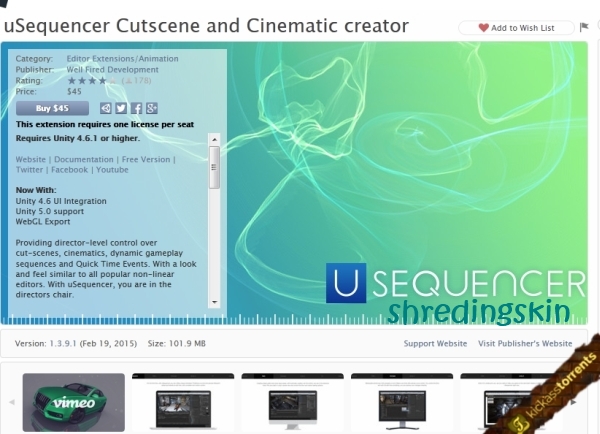 uSequencer Cutscene and Cinematic creator
Add to Wish List
Category: Editor Extensions/Animation
Publisher: Well Fired Development
Rating: (178)
Price: $45
Buy $45
This extension requires one license per seat
Requires Unity 4.6.1 or higher.
Website | Documentation | Free Version |
Twitter | Facebook | Youtube
Now With:
Unity 4.6 UI Integration
Unity 5.0 support
WebGL Export
Providing director-level control over
cut-scenes, cinematics, dynamic gameplay
sequences and Quick Time Events. With a look
and feel similar to all popular non-linear
editors. With uSequencer, you are in the
directors chair.
U SEQUENCER
shredingskin
Version: 1.3.9.1 (Feb 19, 2015) Size: 101.9 MB
Support Website Visit Publisher's Website
vimeo
kickasstorrents